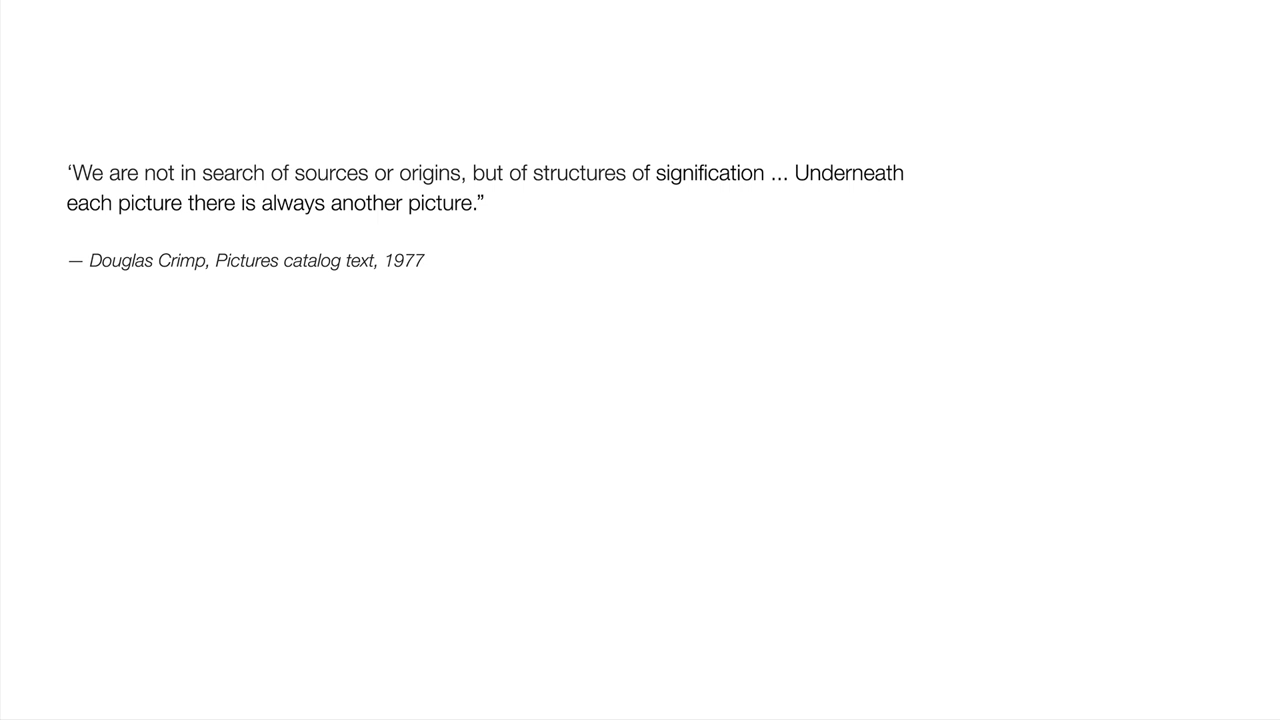 ‘We are not in search of sources or origins, but of structures of signification ... Underneath
each picture there is always another picture.”
— Douglas Crimp, Pictures catalog text, 1977